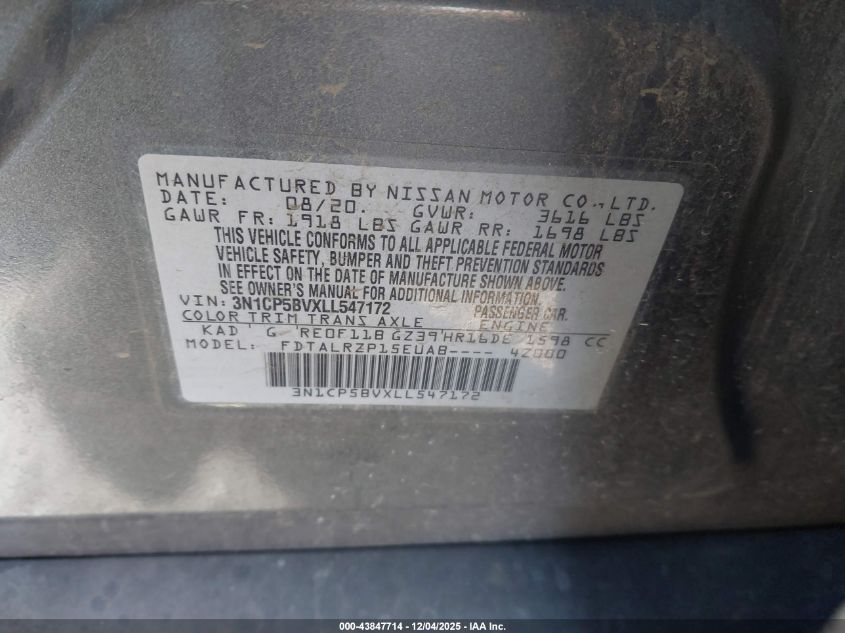 MANUFACTURED BY NISSAN MOTOR CO., LTD.
DATE: 08/20. GVWR: 3616 LBS
GAWR FR: 1918 LBS GAWR RR: 1698 LBS
THIS VEHICLE CONFORMS TO ALL APPLICABLE FEDERAL MOTOR
VEHICLE SAFETY, BUMPER AND THEFT PREVENTION STANDARDS
IN EFFECT ON THE DATE OF MANUFACTURE SHOWN ABOVE.
SEE OWNER'S MANUAL FOR ADDITIONAL INFORMATION.
VIN: 3N1CP5BVXLL547172 PASSENGER CAR.
COLOR TRIM TRANS AXLE ENGINE
KAD ' G 'RE0F11B GZ39'HR16DE 1598 CC
MODEL: FDTALRZP15EUAB---- 4Z000
3N1CP5BVXLL547172
000-43847714 - 12/04/2025 - IAA Inc.